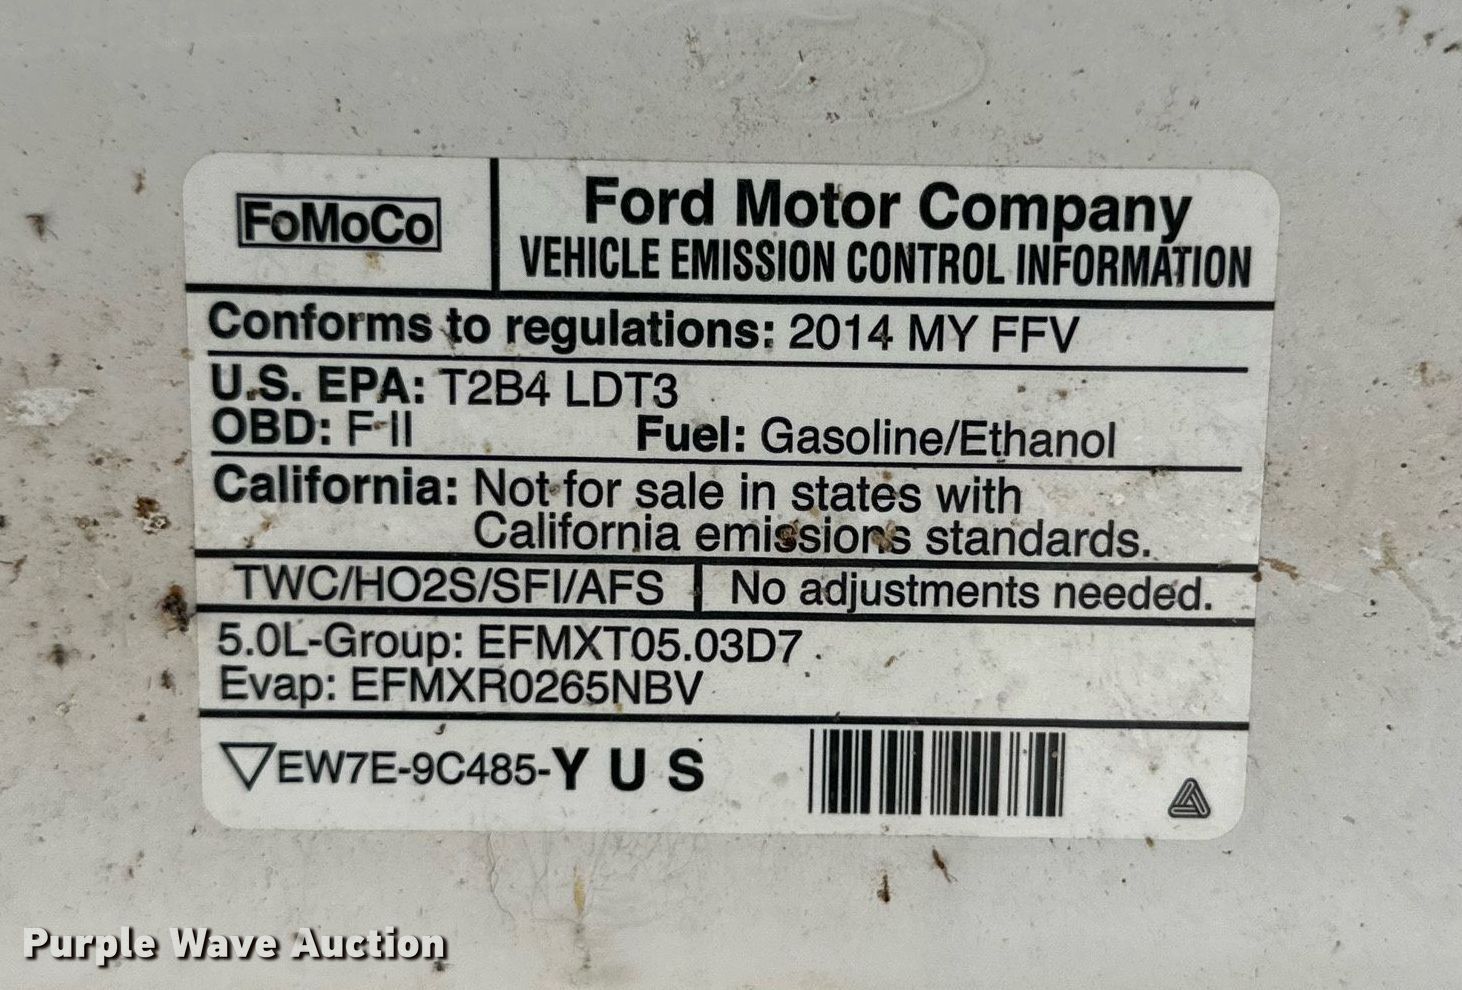 FoMoCo
Ford Motor Company
VEHICLE EMISSION CONTROL INFORMATION
Conforms to regulations: 2014 MY FFV
U.S. EPA: T2B4 LDT3
OBD: F-II Fuel: Gasoline/Ethanol
California: Not for sale in states with
California emissions standards.
TWC/HO2S/SFI/AFS No adjustments needed.
5.0L-Group: EFMXT05.03D7
Evap: EFMXR0265NBV
EW7E-9C485-Y U S
Purple Wave Auction